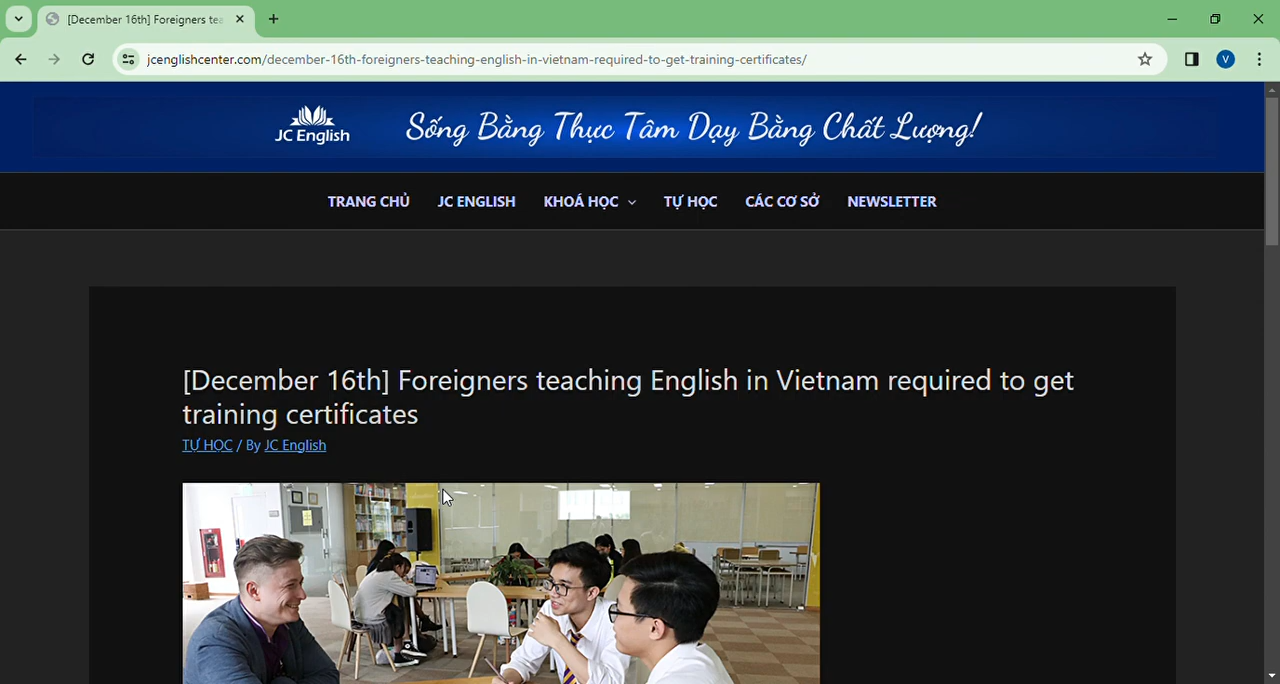 [December 16th] Foreigners tea
jcenglishcenter.com/december-16th-foreigners-teaching-english-in-vietnam-required-to-get-training-certificates/
V
JC English
Sống Bằng Thực Tâm Dạy Bằng Chất Lượng!
TRANG CHỦ JC ENGLISH KHOÁ HỌC TỰ HỌC CÁC CƠ SỞ NEWSLETTER
[December 16th] Foreigners teaching English in Vietnam required to get
training certificates
TỰ HỌC / By JC English